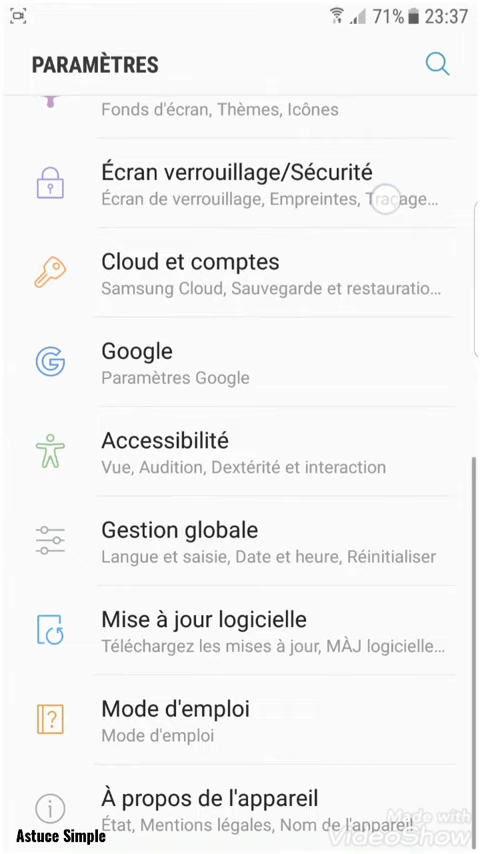 71% 23:37
PARAMÈTRES
Fonds d'écran, Thèmes, Icônes
Écran verrouillage/Sécurité
Écran de verrouillage, Empreintes, Traçage...
Cloud et comptes
Samsung Cloud, Sauvegarde et restauratio...
Google
Paramètres Google
Accessibilité
Vue, Audition, Dextérité et interaction
Gestion globale
Langue et saisie, Date et heure, Réinitialiser
Mise à jour logicielle
Téléchargez les mises à jour, MÀJ logicielle...
Mode d'emploi
Mode d'emploi
À propos de l'appareil
État, Mentions légales, Nom de l'appareil
Astuce Simple
Made with
VideoShow